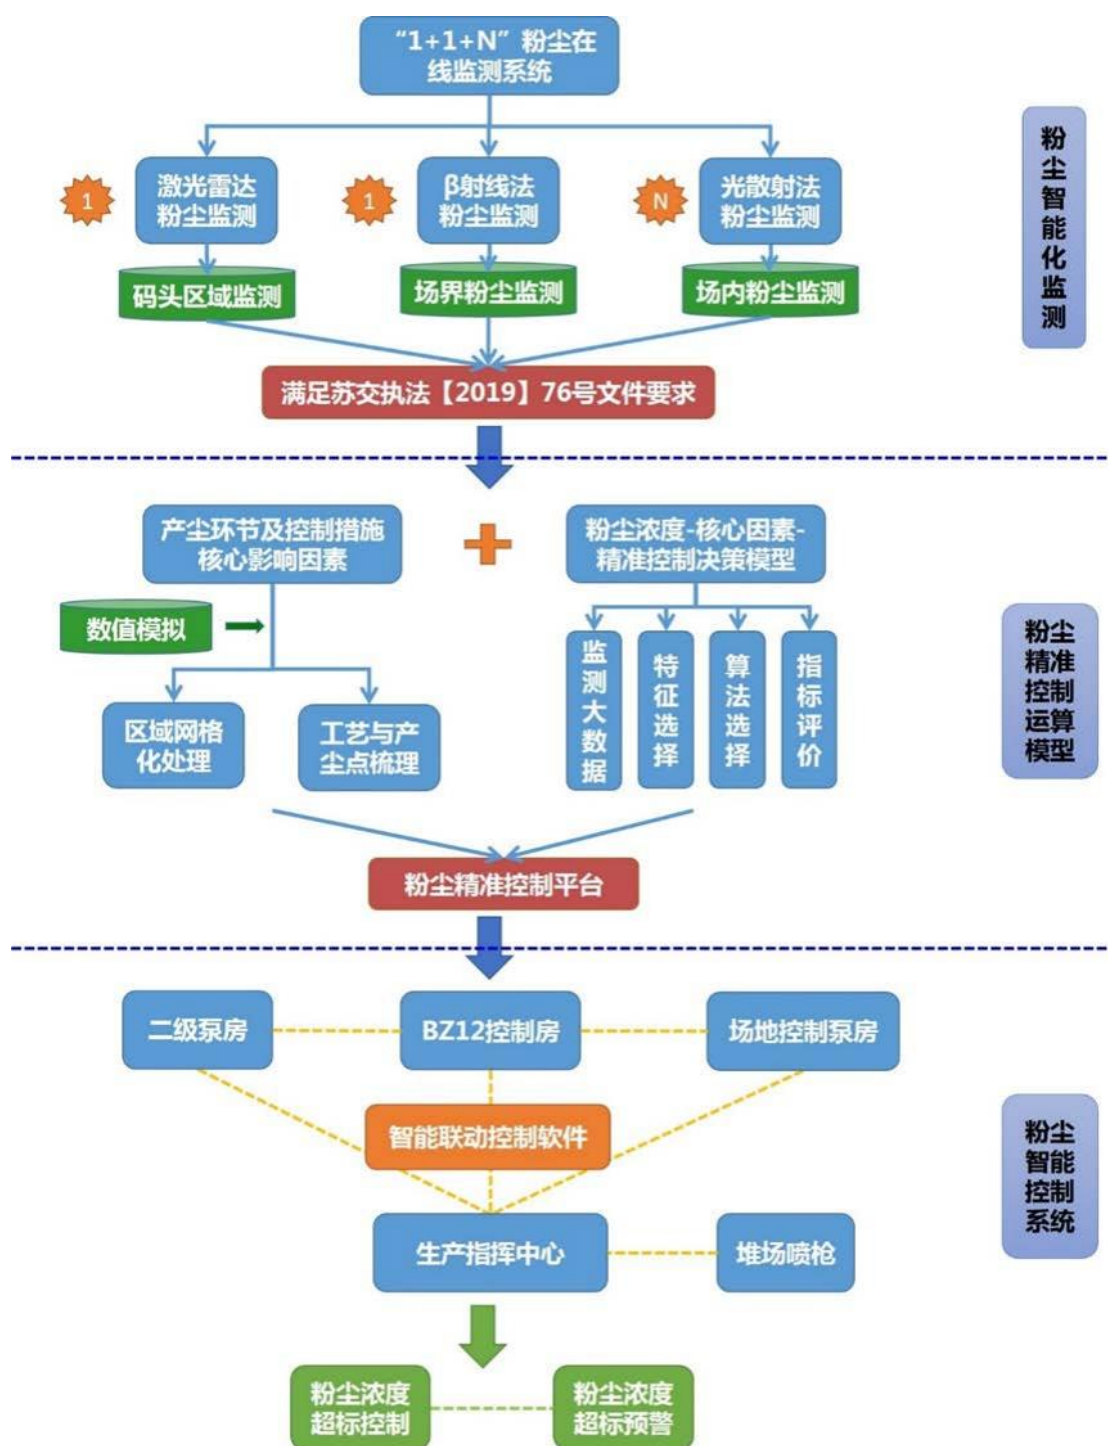 “1+1+N”粉尘在
线监测系统
1
激光雷达
粉尘监测
1
β射线法
粉尘监测
N
光散射法
粉尘监测
码头区域监测
场界粉尘监测
场内粉尘监测
满足苏交执法【2019】76号文件要求
粉
尘
智
能
化
监
测
产尘环节及控制措施
核心影响因素
粉尘浓度-核心因素-
精准控制决策模型
数值模拟
区域网格
化处理
工艺与产
尘点梳理
监
测
大
数
据
特
征
选
择
算
法
选
择
指
标
评
价
粉尘精准控制平台
粉尘
精准
控制
运算
模型
二级泵房
BZ12控制房
场地控制泵房
智能联动控制软件
生产指挥中心
堆场喷枪
粉尘浓度
超标控制
粉尘浓度
超标预警
粉尘
智能
控制
系统